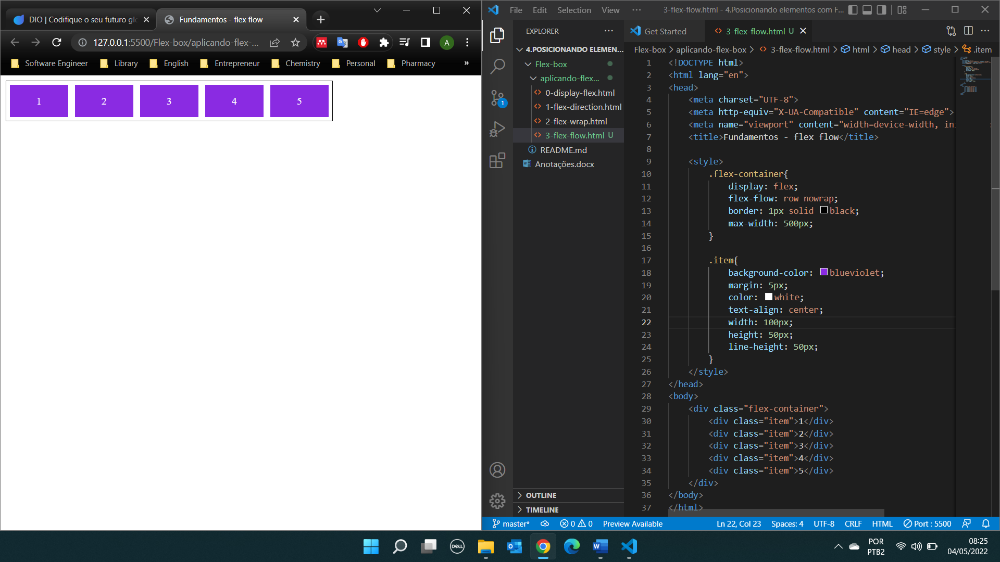 DIO | Codifique o seu futuro glo
Fundamentos - flex flow
127.0.0.1:5500/Flex-box/aplicando-flex-...
A
Software Engineer
Library
English
Entrepreneur
Chemistry
Personal
Pharmacy
»
1 2 3 4 5
File Edit Selection View ···
3-flex-flow.html - 4.Posicionando elementos com F...
EXPLORER ···
Get Started
3-flex-flow.html U
4.POSICIONANDO ELEMEN...
Flex-box
aplicando-flex...
0-display-flex.html
1-flex-direction.html
2-flex-wrap.html
3-flex-flow.html U
README.md
Anotações.docx
1
OUTLINE
TIMELINE
Flex-box > aplicando-flex-box > 3-flex-flow.html > html > head > style > .item
1 <!DOCTYPE html>
2 <html lang="en">
3 <head>
4 <meta charset="UTF-8">
5 <meta http-equiv="X-UA-Compatible" content="IE=edge">
6 <meta name="viewport" content="width=device-width, ini
7 <title>Fundamentos - flex flow</title>
8
9 <style>
10 .flex-container{
11 display: flex;
12 flex-flow: row nowrap;
13 border: 1px solid black;
14 max-width: 500px;
15 }
16
17 .item{
18 background-color: blueviolet;
19 margin: 5px;
20 color: white;
21 text-align: center;
22 width: 100px;
23 height: 50px;
24 line-height: 50px;
25 }
26 </style>
27 </head>
28 <body>
29 <div class="flex-container">
30 <div class="item">1</div>
31 <div class="item">2</div>
32 <div class="item">3</div>
33 <div class="item">4</div>
34 <div class="item">5</div>
35 </div>
36 </body>
37 </html>
master* 0 0 Preview Available Ln 22, Col 23 Spaces: 4 UTF-8 CRLF HTML Port : 5500
DELL
POR
PTB2
08:25
04/05/2022